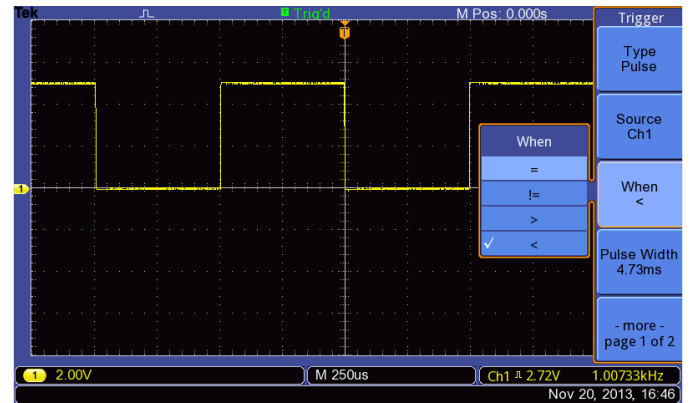 Tek
Trig'd
M Pos: 0.000s
Trigger
T
Type
Pulse
Source
Ch1
When
=
!=
>
✓ <
When
<
1
Pulse Width
4.73ms
- more -
page 1 of 2
1 2.00V
M 250us
Ch1 2.72V
1.00733kHz
Nov 20, 2013, 16:46